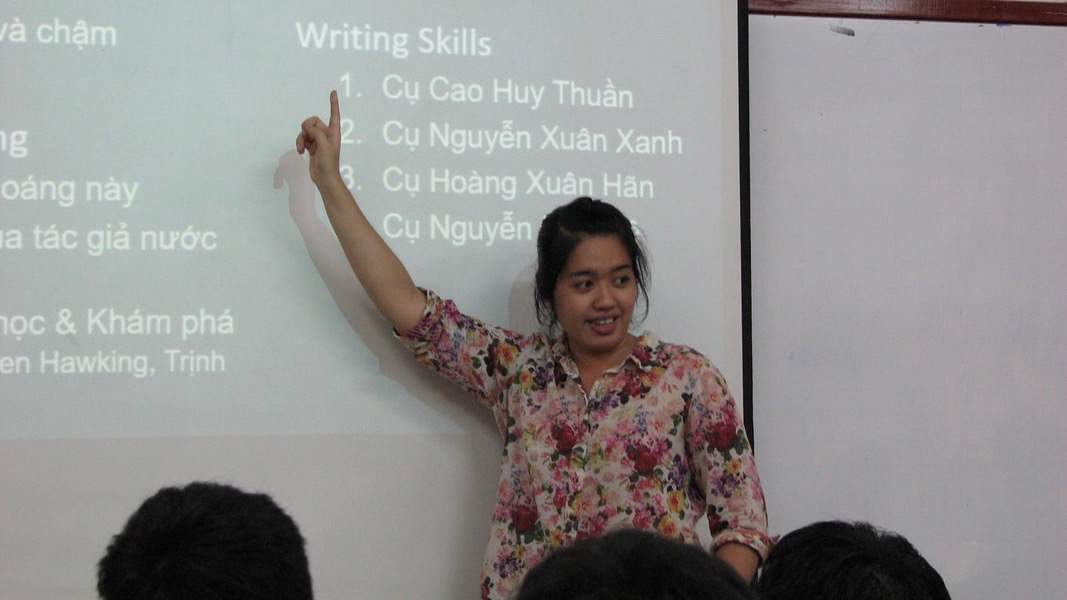 và chậm
ng
oáng này
ua tác giả nước
học & Khám phá
en Hawking, Trịnh
Writing Skills
1. Cụ Cao Huy Thuần
2. Cụ Nguyễn Xuân Xanh
3. Cụ Hoàng Xuân Hãn
Cụ Nguyễn